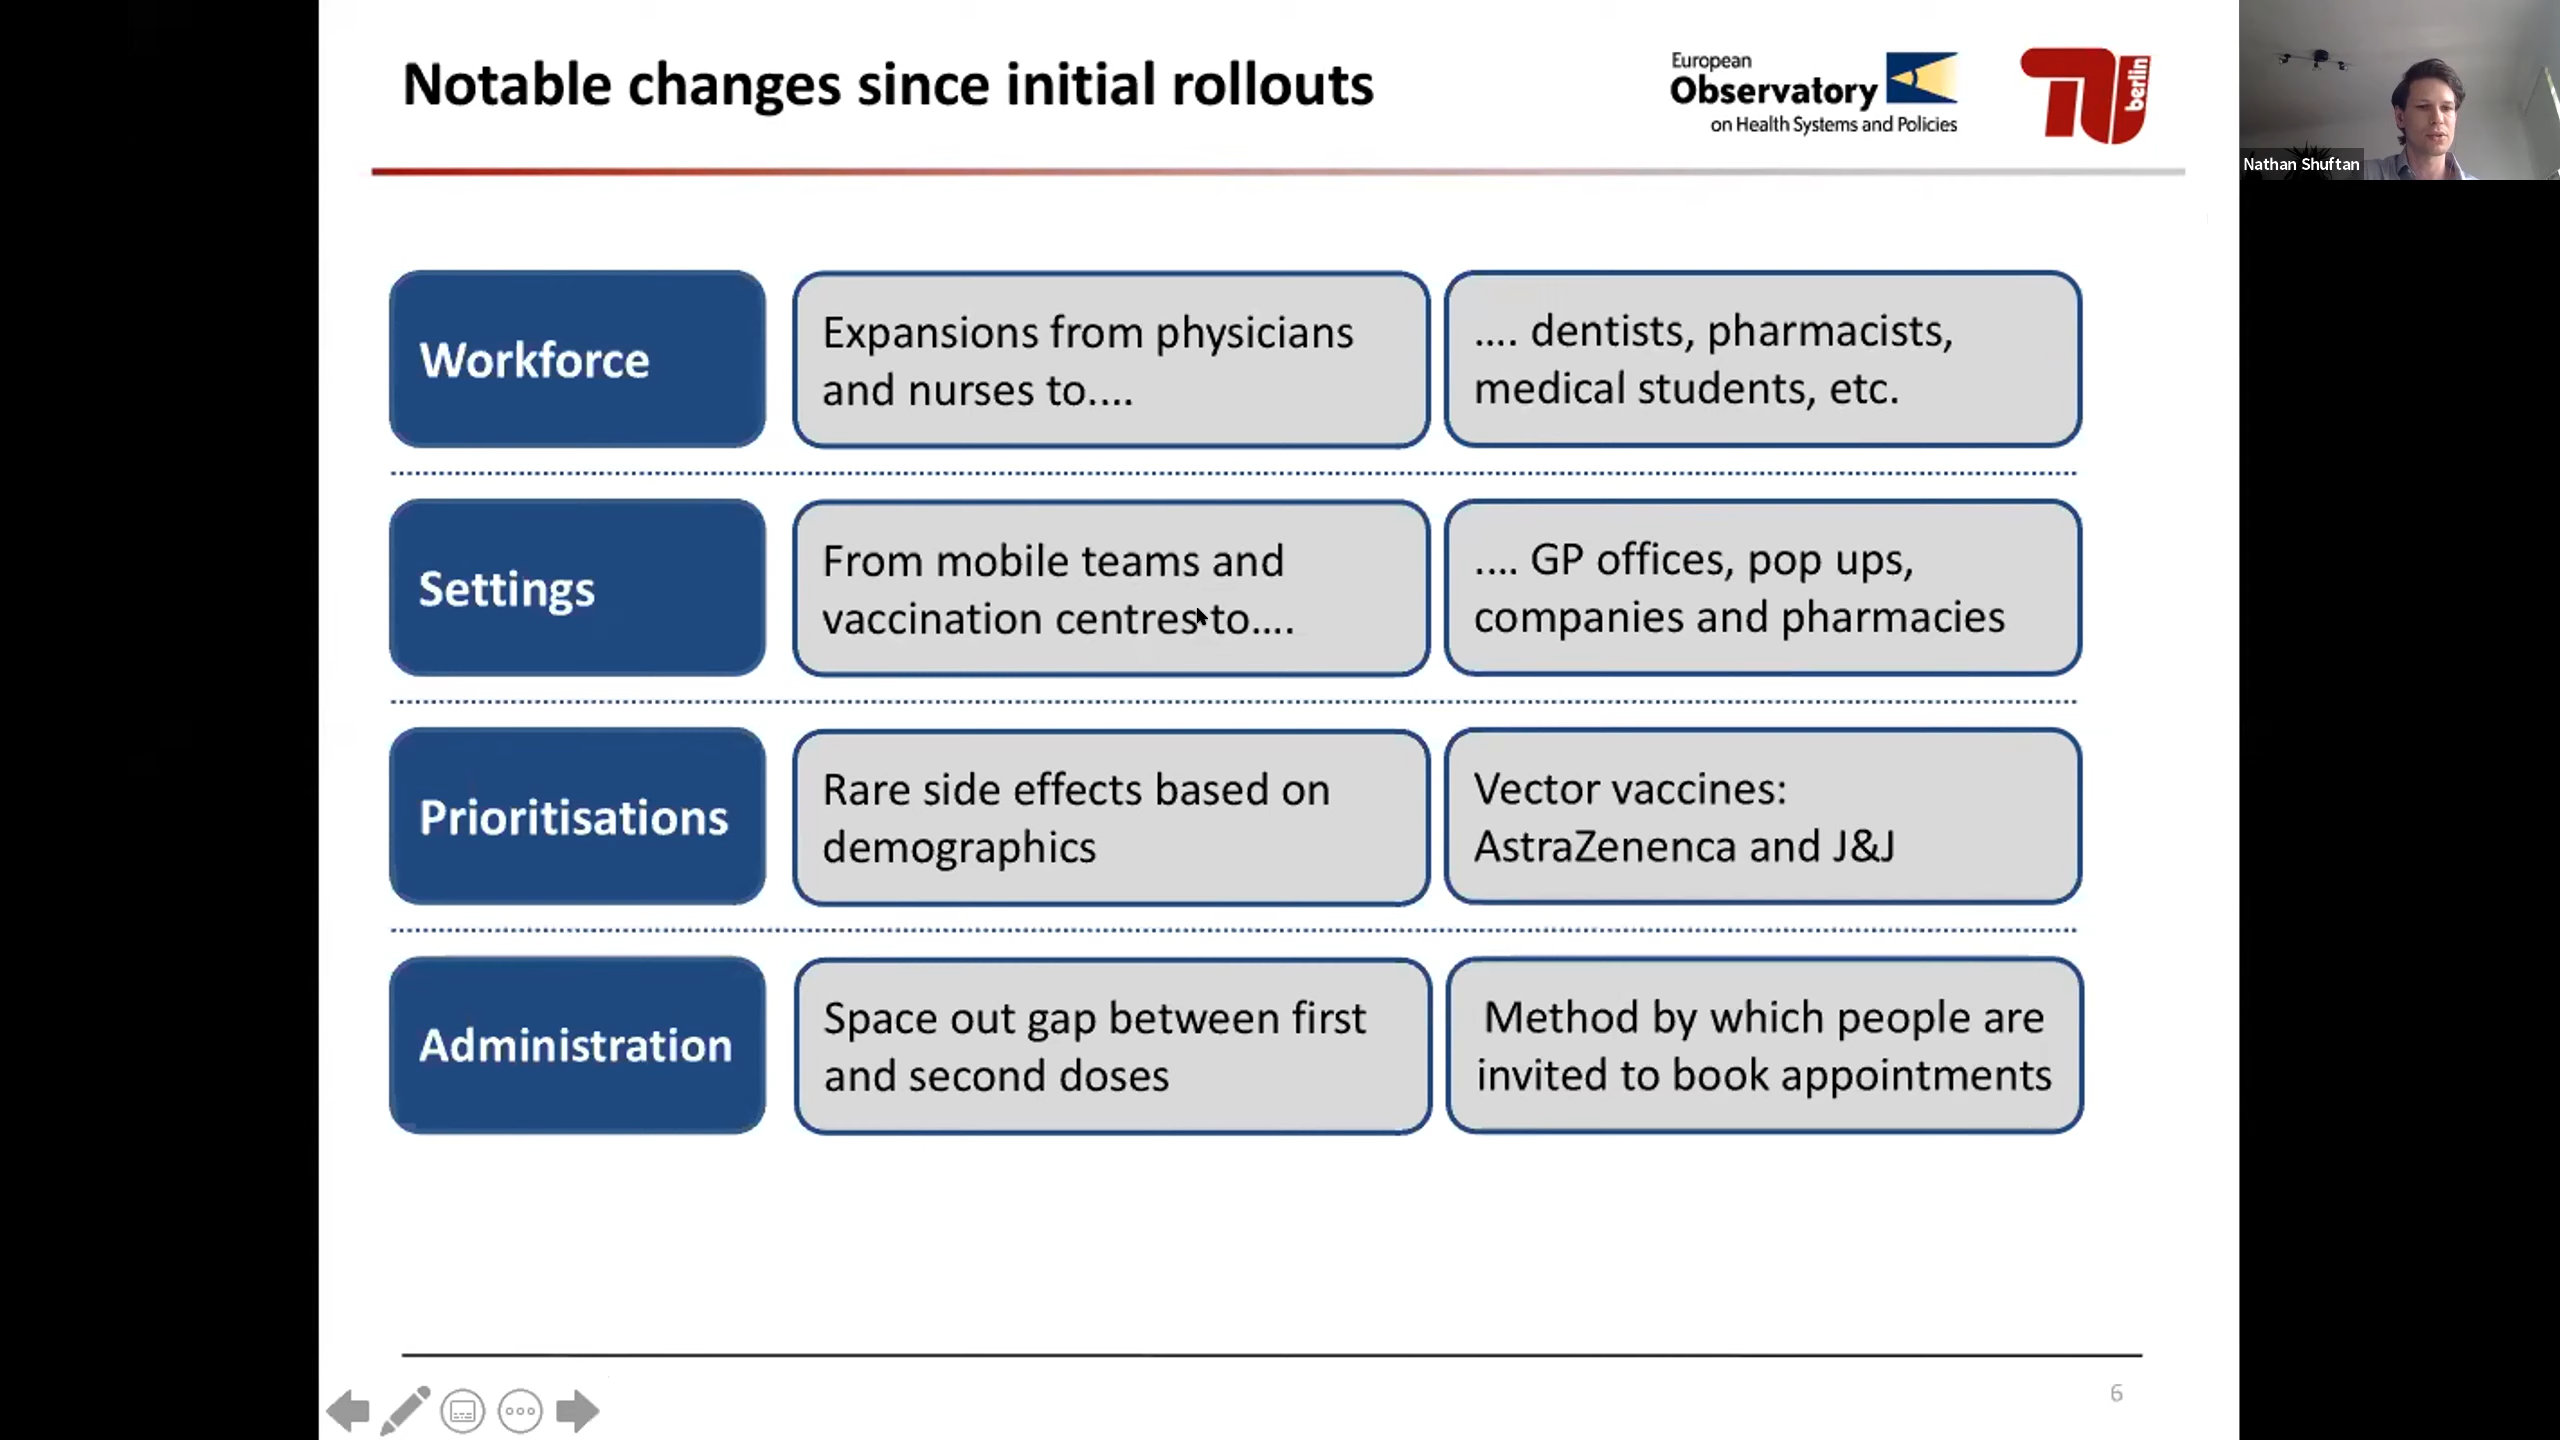 Notable changes since initial rollouts
European
Observatory
on Health Systems and Policies
berlin
Nathan Shuftan
Workforce
Expansions from physicians
and nurses to....
.... dentists, pharmacists,
medical students, etc.
Settings
From mobile teams and
vaccination centres to....
.... GP offices, pop ups,
companies and pharmacies
Prioritisations
Rare side effects based on
demographics
Vector vaccines:
AstraZenenca and J&J
Administration
Space out gap between first
and second doses
Method by which people are
invited to book appointments
6